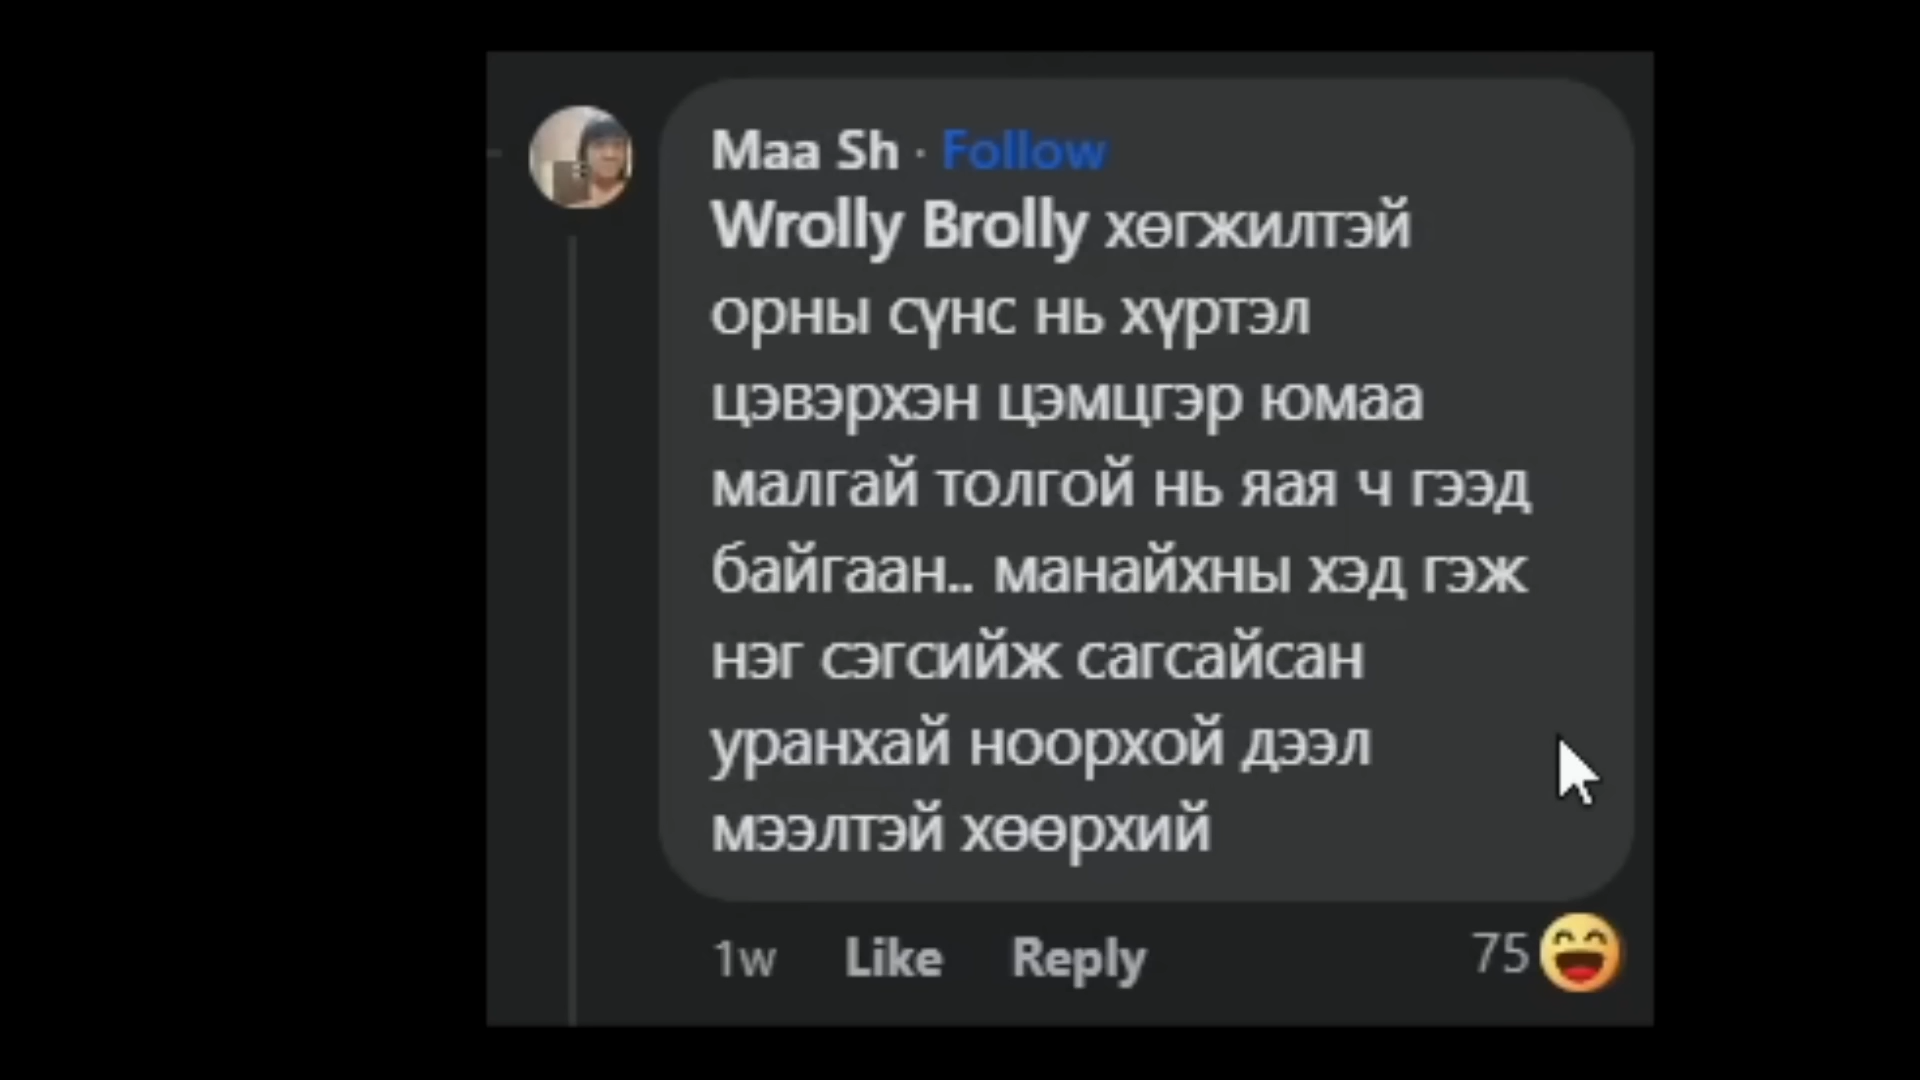 Maa Sh · Follow
Wrolly Brolly хөгжилтэй
орны сүнс нь хүртэл
цэвэрхэн цэмцгэр юмаа
малгай толгой нь яая ч гээд
байгаан.. манайхны хэд гэж
нэг сэгсийж сагсайсан
уранхай ноорхой дээл
мээлтэй хөөрхий
1w Like Reply 75